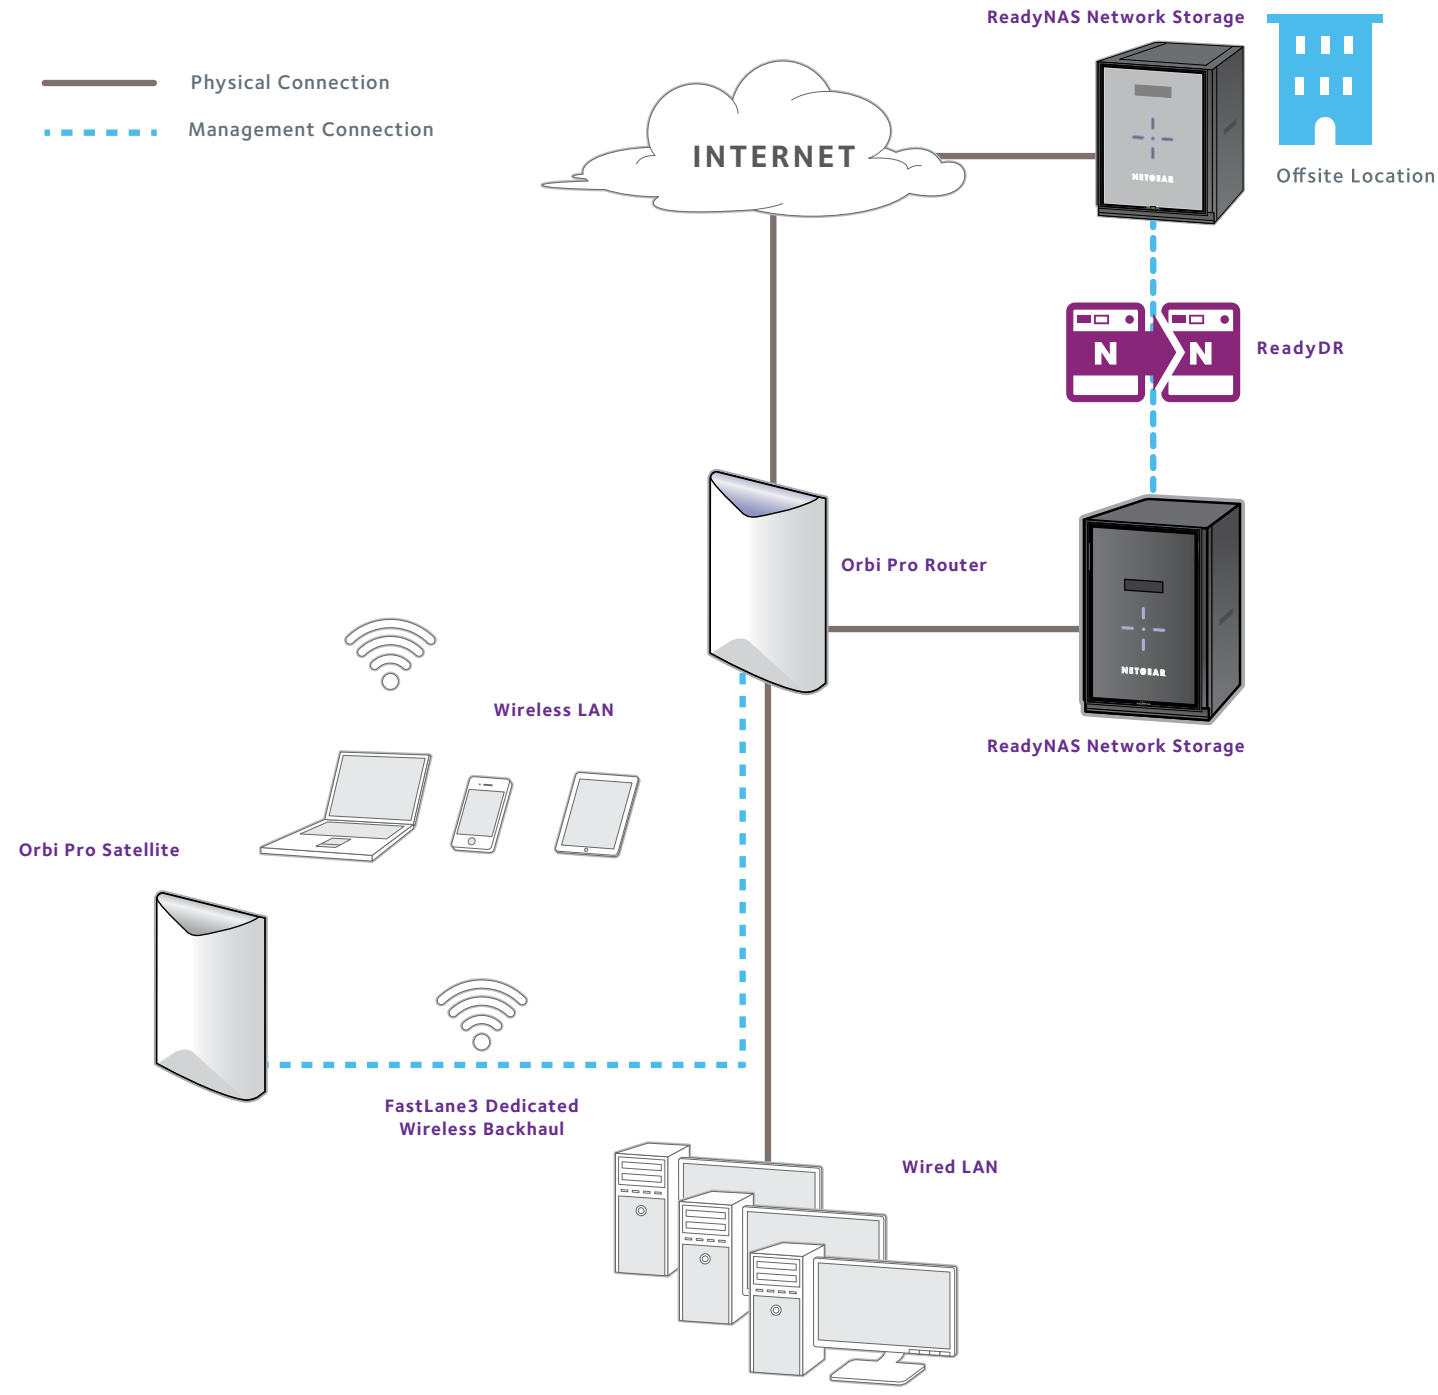 ReadyNAS Network Storage
Physical Connection
Management Connection
INTERNET
NETGEAR
Offsite Location
N
N
ReadyDR
Orbi Pro Router
NETGEAR
Wireless LAN
ReadyNAS Network Storage
Orbi Pro Satellite
FastLane3 Dedicated
Wireless Backhaul
Wired LAN